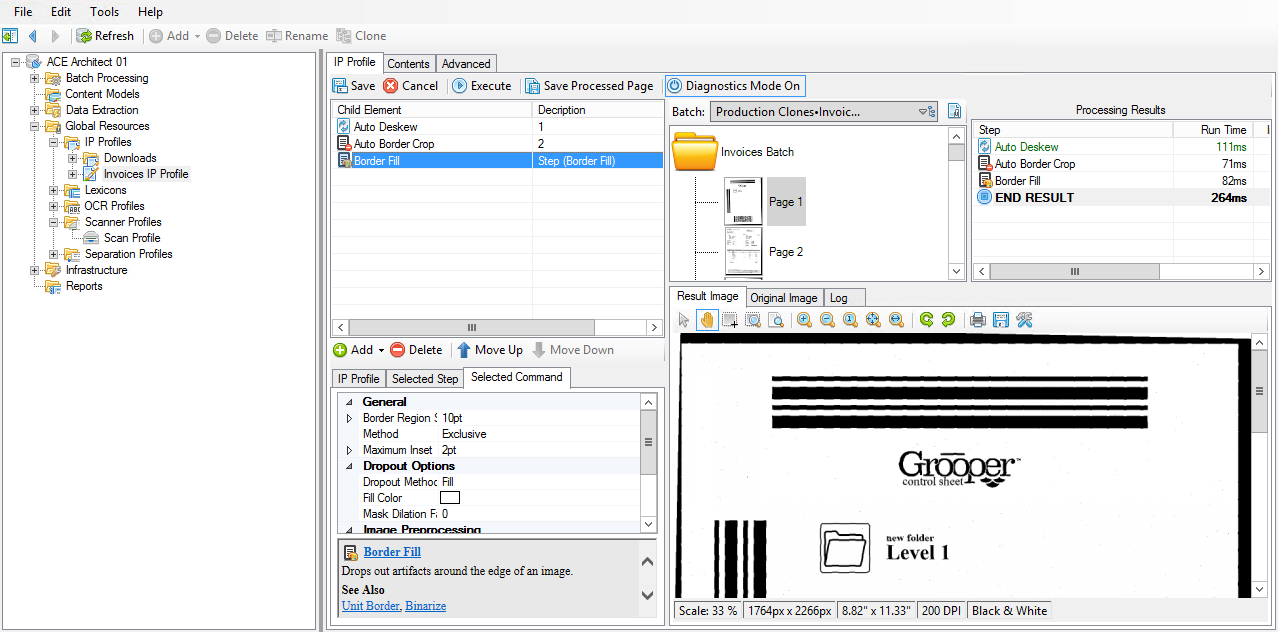 File Edit Tools Help
Refresh Add Delete Rename Clone
ACE Architect 01
Batch Processing
Content Models
Data Extraction
Global Resources
IP Profiles
Downloads
Invoices IP Profile
Lexicons
OCR Profiles
Scanner Profiles
Scan Profile
Separation Profiles
Infrastructure
Reports
IP Profile Contents Advanced
Save Cancel Execute Save Processed Page Diagnostics Mode On
Child Element Decription
Auto Deskew 1
Auto Border Crop 2
Border Fill Step (Border Fill)
Add Delete Move Up Move Down
IP Profile Selected Step Selected Command
General
Border Region S 10pt
Method Exclusive
Maximum Inset 2pt
Dropout Options
Dropout Method Fill
Fill Color
Mask Dilation Fa 0
Image Preprocessing
Border Fill
Drops out artifacts around the edge of an image.
See Also
Unit Border, Binarize
Batch: Production Clones•Invoic...
Invoices Batch
Page 1
Page 2
Processing Results
Step Run Time
Auto Deskew 111ms
Auto Border Crop 71ms
Border Fill 82ms
END RESULT 264ms
Result Image Original Image Log
Grooper™
control sheet
new folder
Level 1
Scale: 33 % 1764px x 2266px 8.82" x 11.33" 200 DPI Black & White